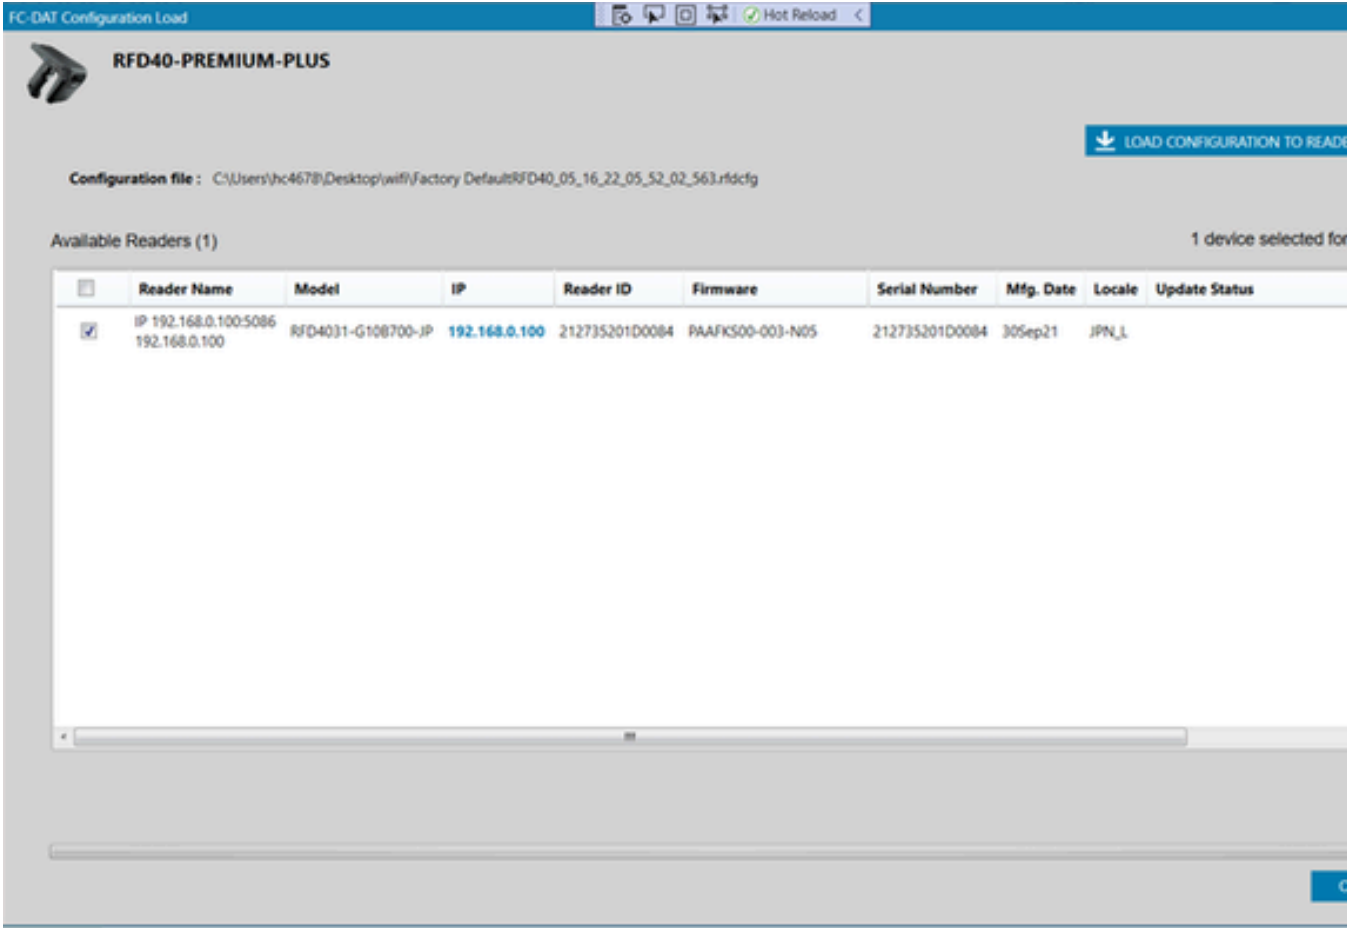 FC-DAT Configuration Load
Hot Reload
RFD40-PREMIUM-PLUS
LOAD CONFIGURATION TO READE
Configuration file : C:\Users\hc4678\Desktop\wifi\Factory DefaultRFD40_05_16_22_05_52_02_563.rfdcfg
Available Readers (1)
1 device selected for
Reader Name Model IP Reader ID Firmware Serial Number Mfg. Date Locale Update Status
IP 192.168.0.100:5086 RFD4031-G10B700-JP 192.168.0.100 212735201D0084 PAAFKS00-003-N05 212735201D0084 30Sep21 JPN_L
192.168.0.100